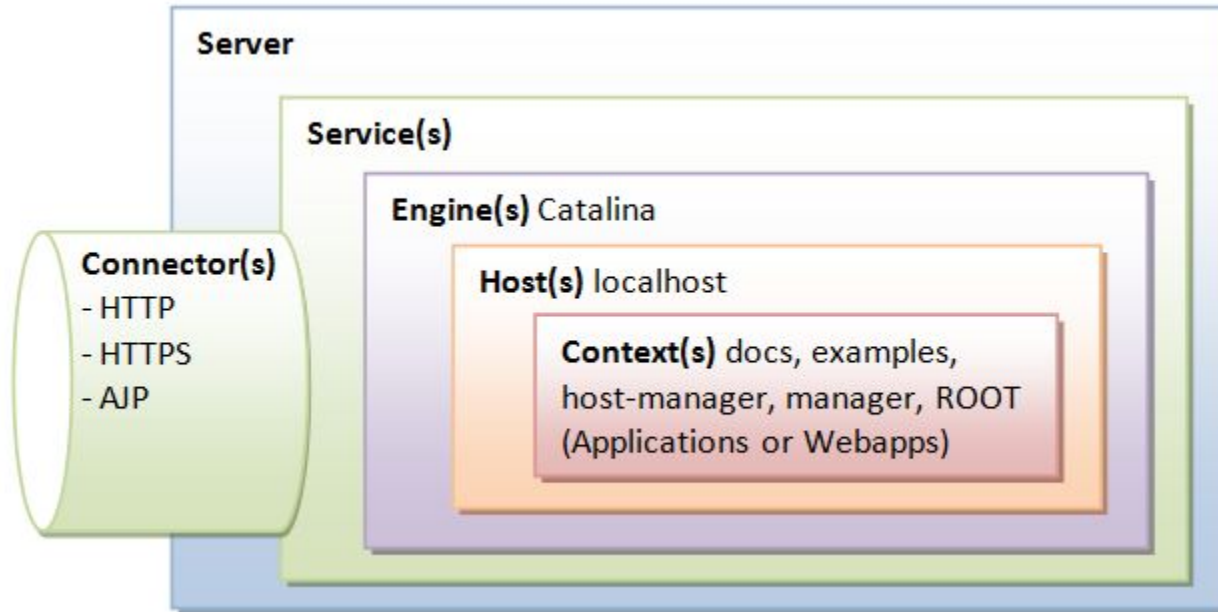 Server
Service(s)
Engine(s) Catalina
Connector(s)
- HTTP
- HTTPS
- AJP
Host(s) localhost
Context(s) docs, examples,
host-manager, manager, ROOT
(Applications or Webapps)